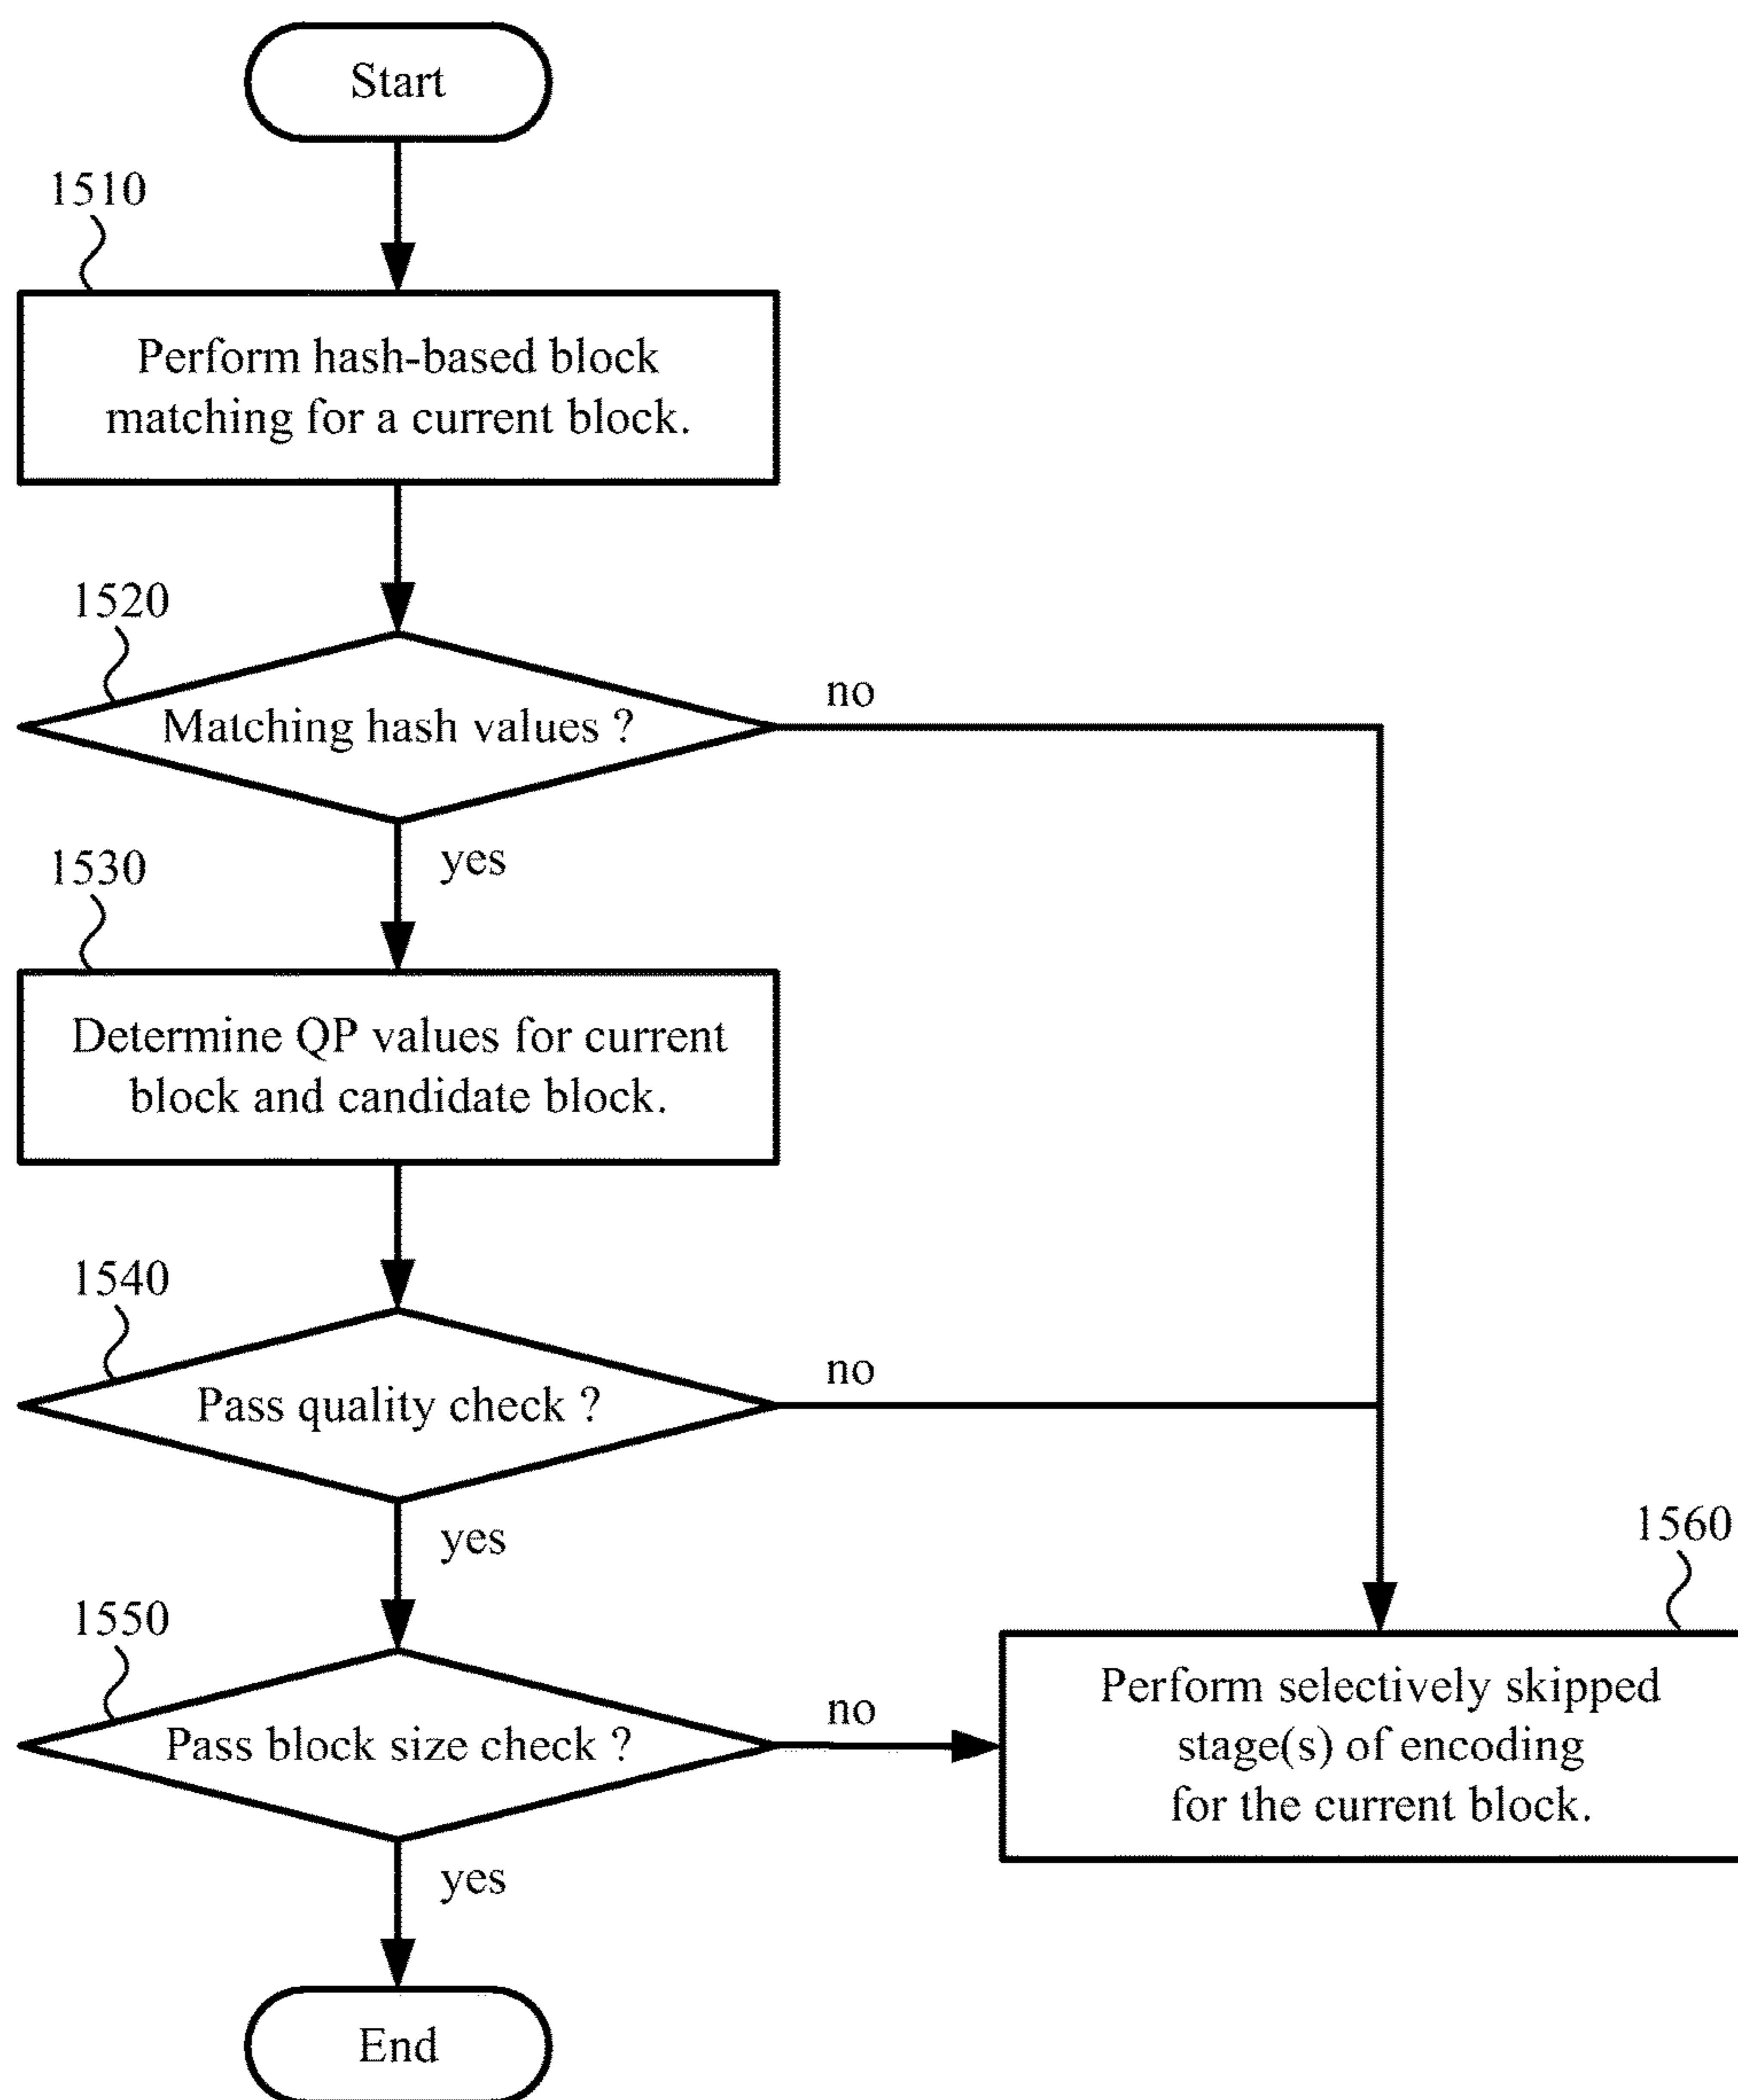 Start
1510
Perform hash-based block
matching for a current block.
1520
Matching hash values ?
no
yes
1530
Determine QP values for current
block and candidate block.
1540
Pass quality check ?
no
yes
1550
Pass block size check ?
no
1560
Perform selectively skipped
stage(s) of encoding
for the current block.
yes
End